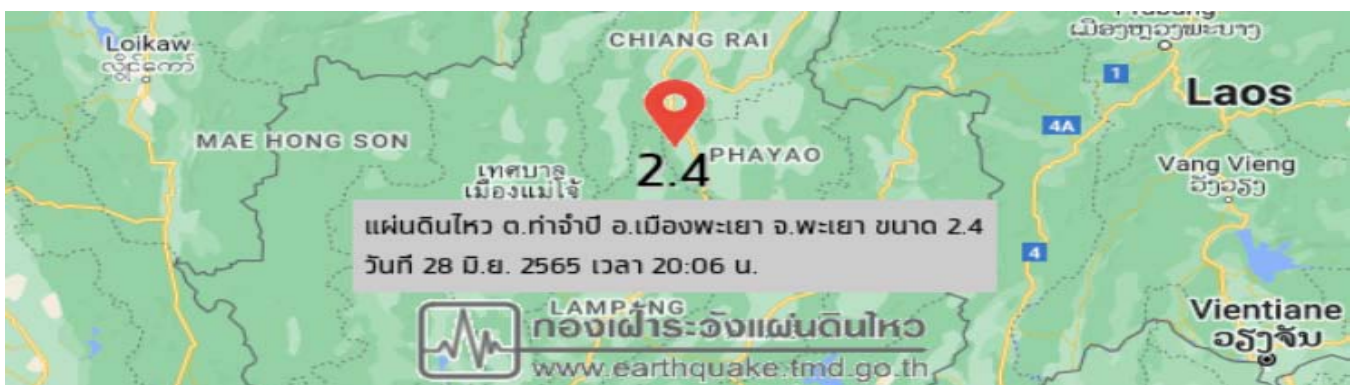 Loikaw
လွိုင်ကော်
CHIANG RAI
ເມືອງຫຼວງພະບາງ
1
Laos
4A
MAE HONG SON
PHAYAO
2.4
เทศบาล
เมืองแม่โจ้
Vang Vieng
ວັງວຽງ
แผ่นดินไหว ต.ท่าจำปี อ.เมืองพะเยา จ.พะเยา ขนาด 2.4
วันที่ 28 มิ.ย. 2565 เวลา 20:06 น.
4
LAMPANG
กองเฝ้าระวังแผ่นดินไหว
www.earthquake.tmd.go.th
Vientiane
ວຽງຈັນ